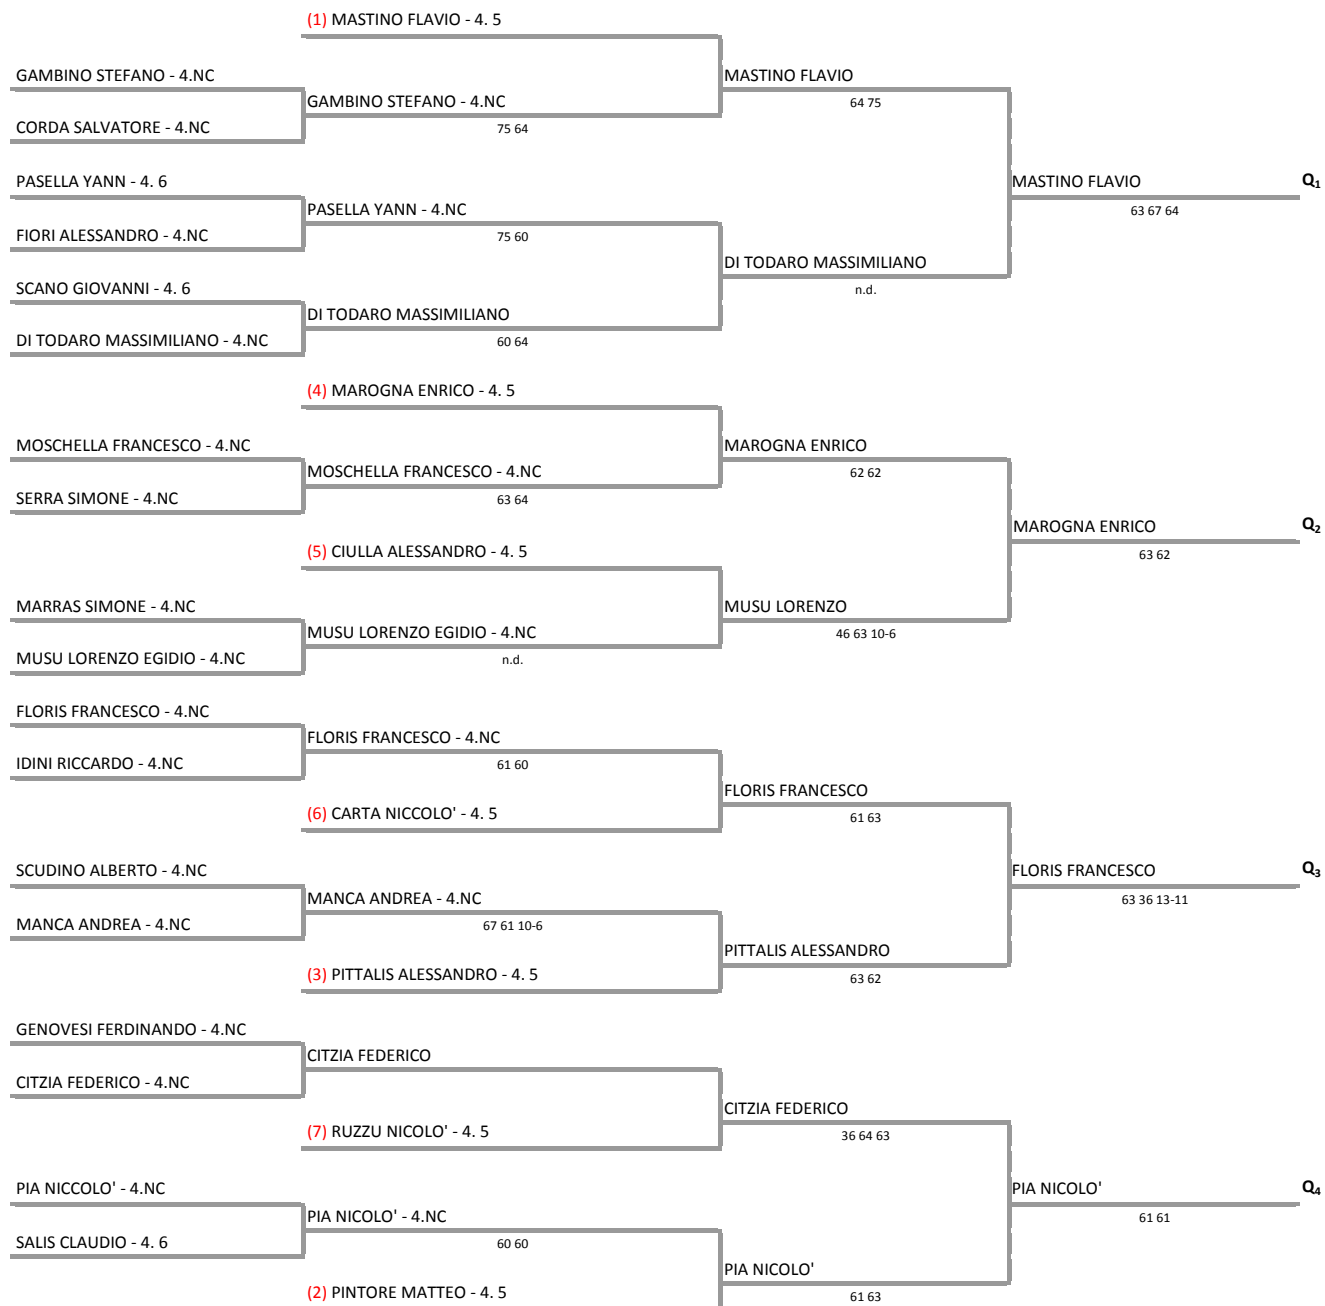 (1) MASTINO FLAVIO - 4. 5
GAMBINO STEFANO - 4.NC
MASTINO FLAVIO
GAMBINO STEFANO - 4.NC
64 75
CORDA SALVATORE - 4.NC
75 64
PASELLA YANN - 4. 6
MASTINO FLAVIO
Q1
PASELLA YANN - 4.NC
63 67 64
FIORI ALESSANDRO - 4.NC
75 60
DI TODARO MASSIMILIANO
SCANO GIOVANNI - 4. 6
n.d.
DI TODARO MASSIMILIANO
DI TODARO MASSIMILIANO - 4.NC
60 64
(4) MAROGNA ENRICO - 4. 5
MOSCHELLA FRANCESCO - 4.NC
MAROGNA ENRICO
MOSCHELLA FRANCESCO - 4.NC
62 62
SERRA SIMONE - 4.NC
63 64
MAROGNA ENRICO
Q2
(5) CIULLA ALESSANDRO - 4. 5
63 62
MARRAS SIMONE - 4.NC
MUSU LORENZO
MUSU LORENZO EGIDIO - 4.NC
46 63 10-6
MUSU LORENZO EGIDIO - 4.NC
n.d.
FLORIS FRANCESCO - 4.NC
FLORIS FRANCESCO - 4.NC
IDINI RICCARDO - 4.NC
61 60
FLORIS FRANCESCO
(6) CARTA NICCOLO' - 4. 5
61 63
SCUDINO ALBERTO - 4.NC
FLORIS FRANCESCO
Q3
MANCA ANDREA - 4.NC
63 36 13-11
MANCA ANDREA - 4.NC
67 61 10-6
PITTALIS ALESSANDRO
(3) PITTALIS ALESSANDRO - 4. 5
63 62
GENOVESI FERDINANDO - 4.NC
CITZIA FEDERICO
CITZIA FEDERICO - 4.NC
CITZIA FEDERICO
(7) RUZZU NICOLO' - 4. 5
36 64 63
PIA NICCOLO' - 4.NC
PIA NICOLO'
Q4
PIA NICOLO' - 4.NC
61 61
SALIS CLAUDIO - 4. 6
60 60
PIA NICOLO'
(2) PINTORE MATTEO - 4. 5
61 63